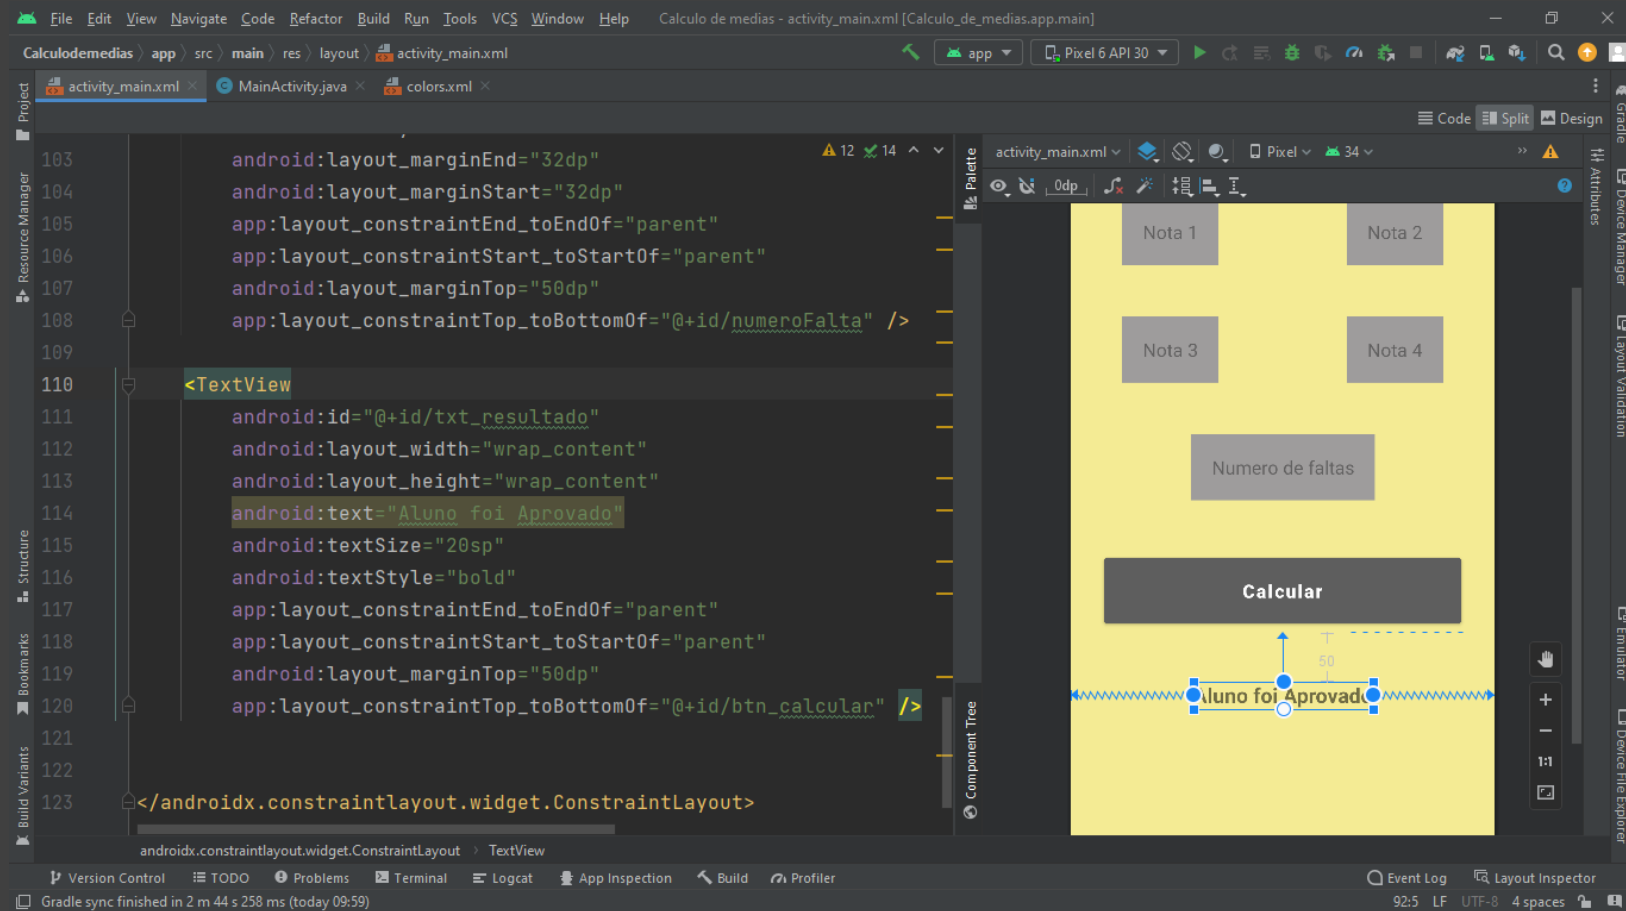 File Edit View Navigate Code Refactor Build Run Tools VCS Window Help Calculo de medias - activity_main.xml [Calculo_de_medias.app.main]
Calculodemedias app src main res layout activity_main.xml app Pixel 6 API 30
activity_main.xml MainActivity.java colors.xml
Code Split Design
12 14
activity_main.xml Pixel 34
0dp
103 android:layout_marginEnd="32dp"
104 android:layout_marginStart="32dp"
105 app:layout_constraintEnd_toEndOf="parent"
106 app:layout_constraintStart_toStartOf="parent"
107 android:layout_marginTop="50dp"
108 app:layout_constraintTop_toBottomOf="@+id/numeroFalta" />
109
110 <TextView
111 android:id="@+id/txt_resultado"
112 android:layout_width="wrap_content"
113 android:layout_height="wrap_content"
114 android:text="Aluno foi Aprovado"
115 android:textSize="20sp"
116 android:textStyle="bold"
117 app:layout_constraintEnd_toEndOf="parent"
118 app:layout_constraintStart_toStartOf="parent"
119 android:layout_marginTop="50dp"
120 app:layout_constraintTop_toBottomOf="@+id/btn_calcular" />
121
122
123 </androidx.constraintlayout.widget.ConstraintLayout>
Project
Resource Manager
Structure
Bookmarks
Build Variants
Palette
Component Tree
Nota 1 Nota 2
Nota 3 Nota 4
Numero de faltas
Calcular
50
Aluno foi Aprovado
1:1
Attributes
Gradle
Device Manager
Layout Validation
Emulator
Device File Explorer
androidx.constraintlayout.widget.ConstraintLayout TextView
Version Control TODO Problems Terminal Logcat App Inspection Build Profiler Event Log Layout Inspector
Gradle sync finished in 2 m 44 s 258 ms (today 09:59) 92:5 LF UTF-8 4 spaces